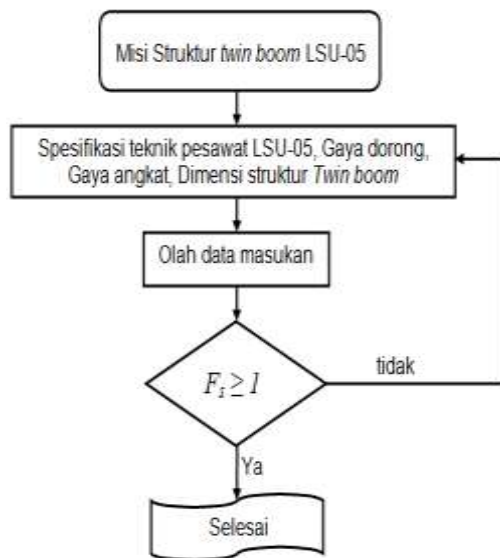 Misi Struktur twin boom LSU-05
Spesifikasi teknik pesawat LSU-05, Gaya dorong,
Gaya angkat, Dimensi struktur Twin boom
Olah data masukan
F_s ≥ 1
tidak
Ya
Selesai